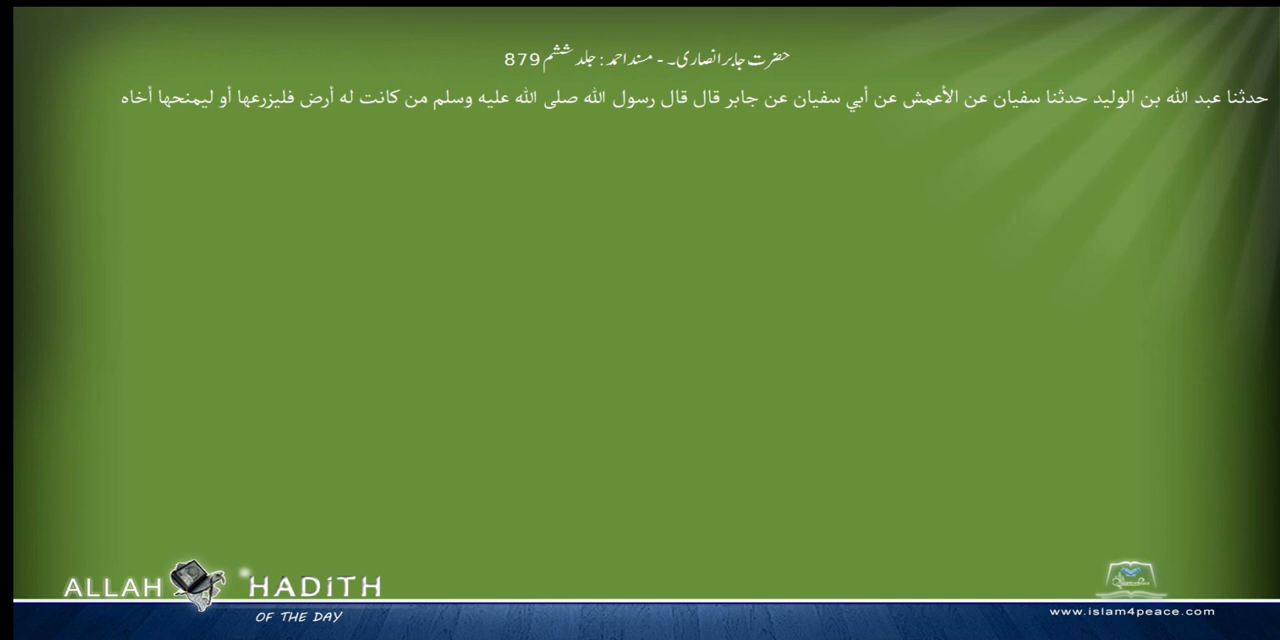 حضرت جابر انصاری۔ - مسند احمد: جلد ششم 879
حدثنا عبد الله بن الوليد حدثنا سفيان عن الأعمش عن أبي سفيان عن جابر قال قال رسول الله صلى الله عليه وسلم من كانت له أرض فليزرعها أو ليمنحها أخاه
ALLAH HADITH
OF THE DAY
www.islam4peace.com